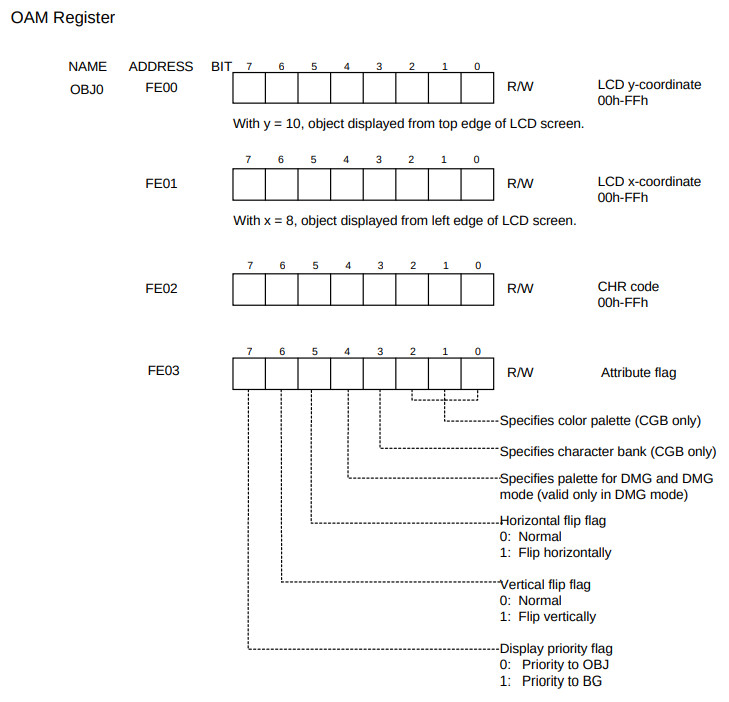 OAM Register
NAME ADDRESS BIT 7 6 5 4 3 2 1 0
OBJ0 FE00 R/W LCD y-coordinate
00h-FFh
With y = 10, object displayed from top edge of LCD screen.
7 6 5 4 3 2 1 0
FE01 R/W LCD x-coordinate
00h-FFh
With x = 8, object displayed from left edge of LCD screen.
7 6 5 4 3 2 1 0
FE02 R/W CHR code
00h-FFh
7 6 5 4 3 2 1 0
FE03 R/W Attribute flag
Specifies color palette (CGB only)
Specifies character bank (CGB only)
Specifies palette for DMG and DMG
mode (valid only in DMG mode)
Horizontal flip flag
0: Normal
1: Flip horizontally
Vertical flip flag
0: Normal
1: Flip vertically
Display priority flag
0: Priority to OBJ
1: Priority to BG